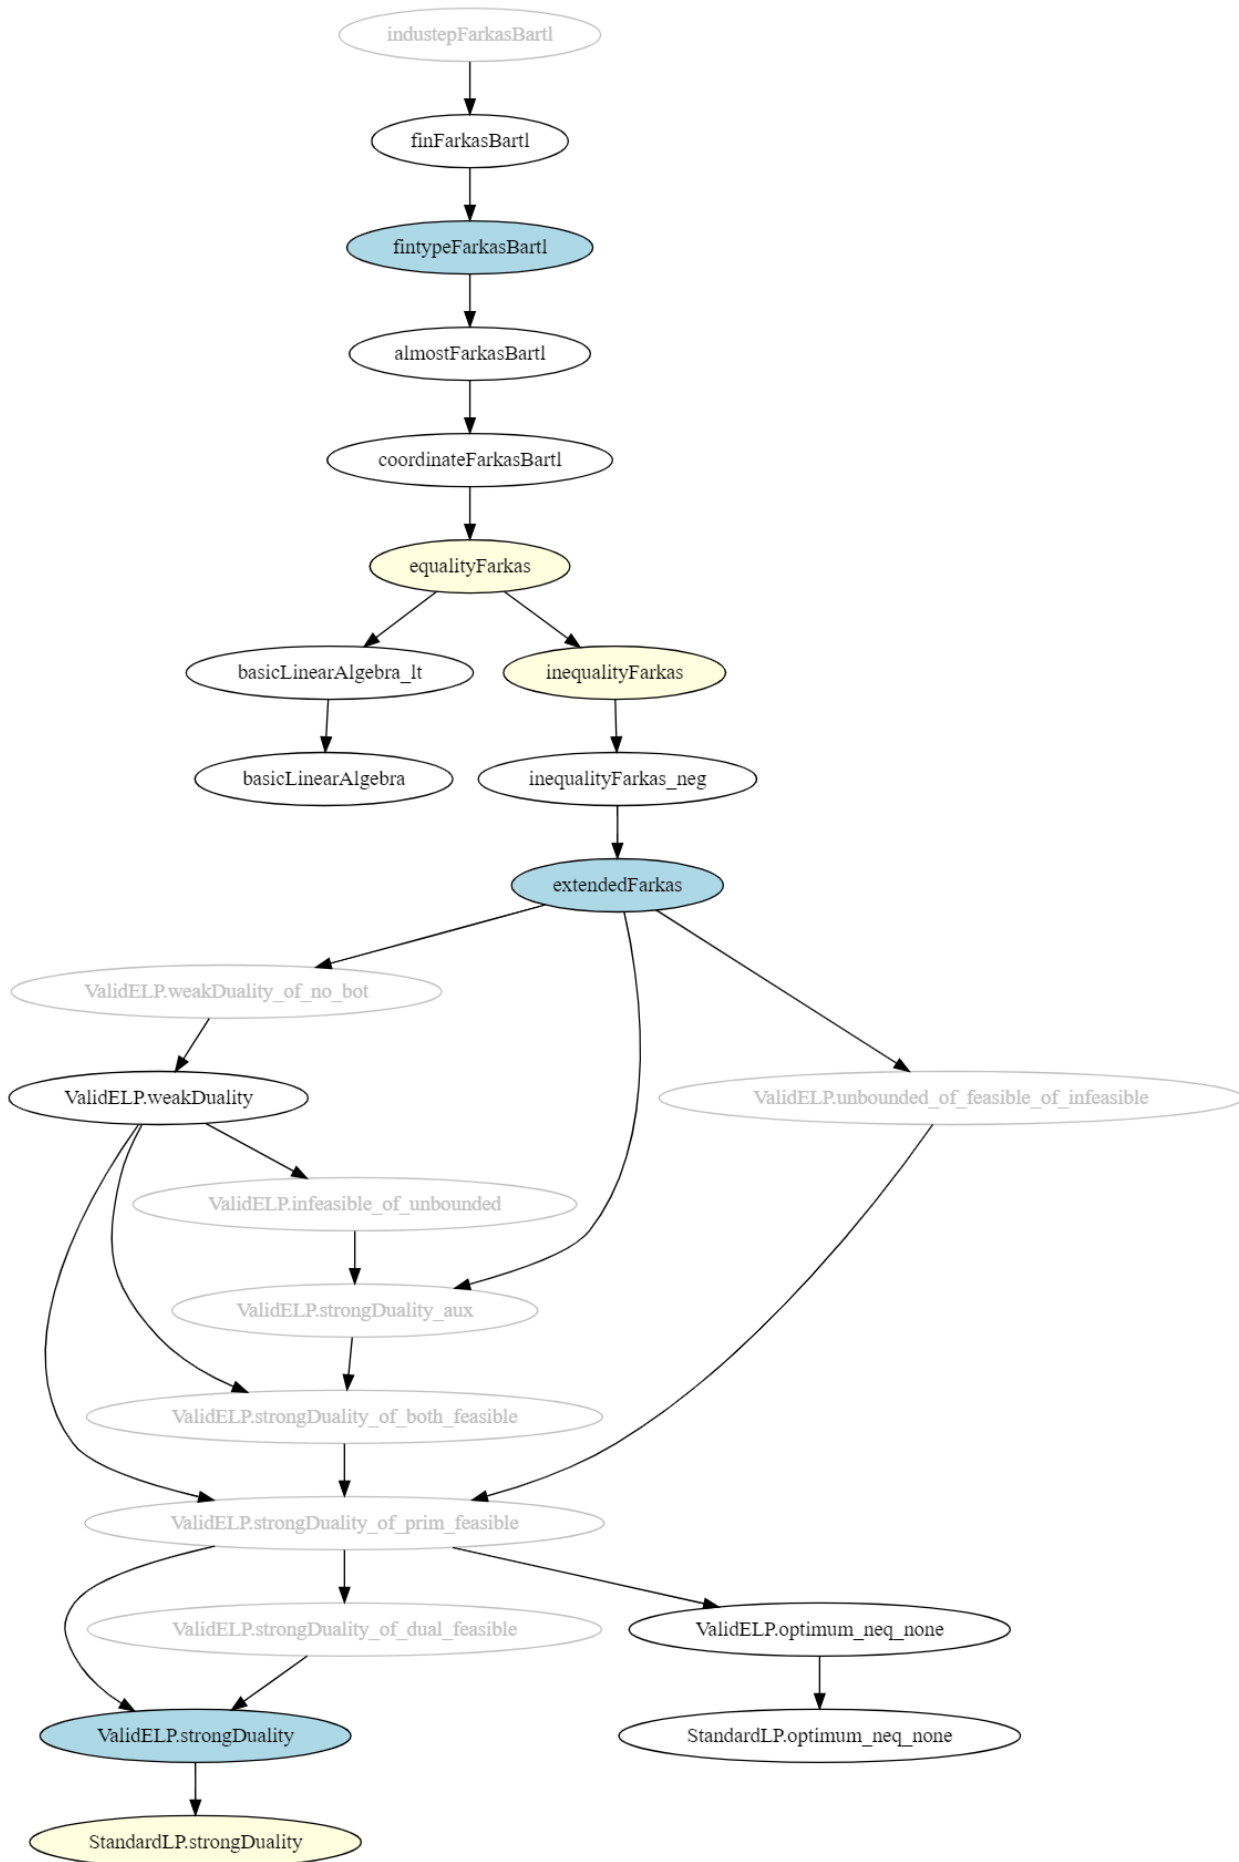 industepFarkasBartl
finFarkasBartl
fintypeFarkasBartl
almostFarkasBartl
coordinateFarkasBartl
equalityFarkas
basicLinearAlgebra_lt
inequalityFarkas
basicLinearAlgebra
inequalityFarkas_neg
extendedFarkas
ValidELP.weakDuality_of_no_bot
ValidELP.weakDuality
ValidELP.unbounded_of_feasible_of_infeasible
ValidELP.infeasible_of_unbounded
ValidELP.strongDuality_aux
ValidELP.strongDuality_of_both_feasible
ValidELP.strongDuality_of_prim_feasible
ValidELP.strongDuality_of_dual_feasible
ValidELP.optimum_neq_none
ValidELP.strongDuality
StandardLP.optimum_neq_none
StandardLP.strongDuality